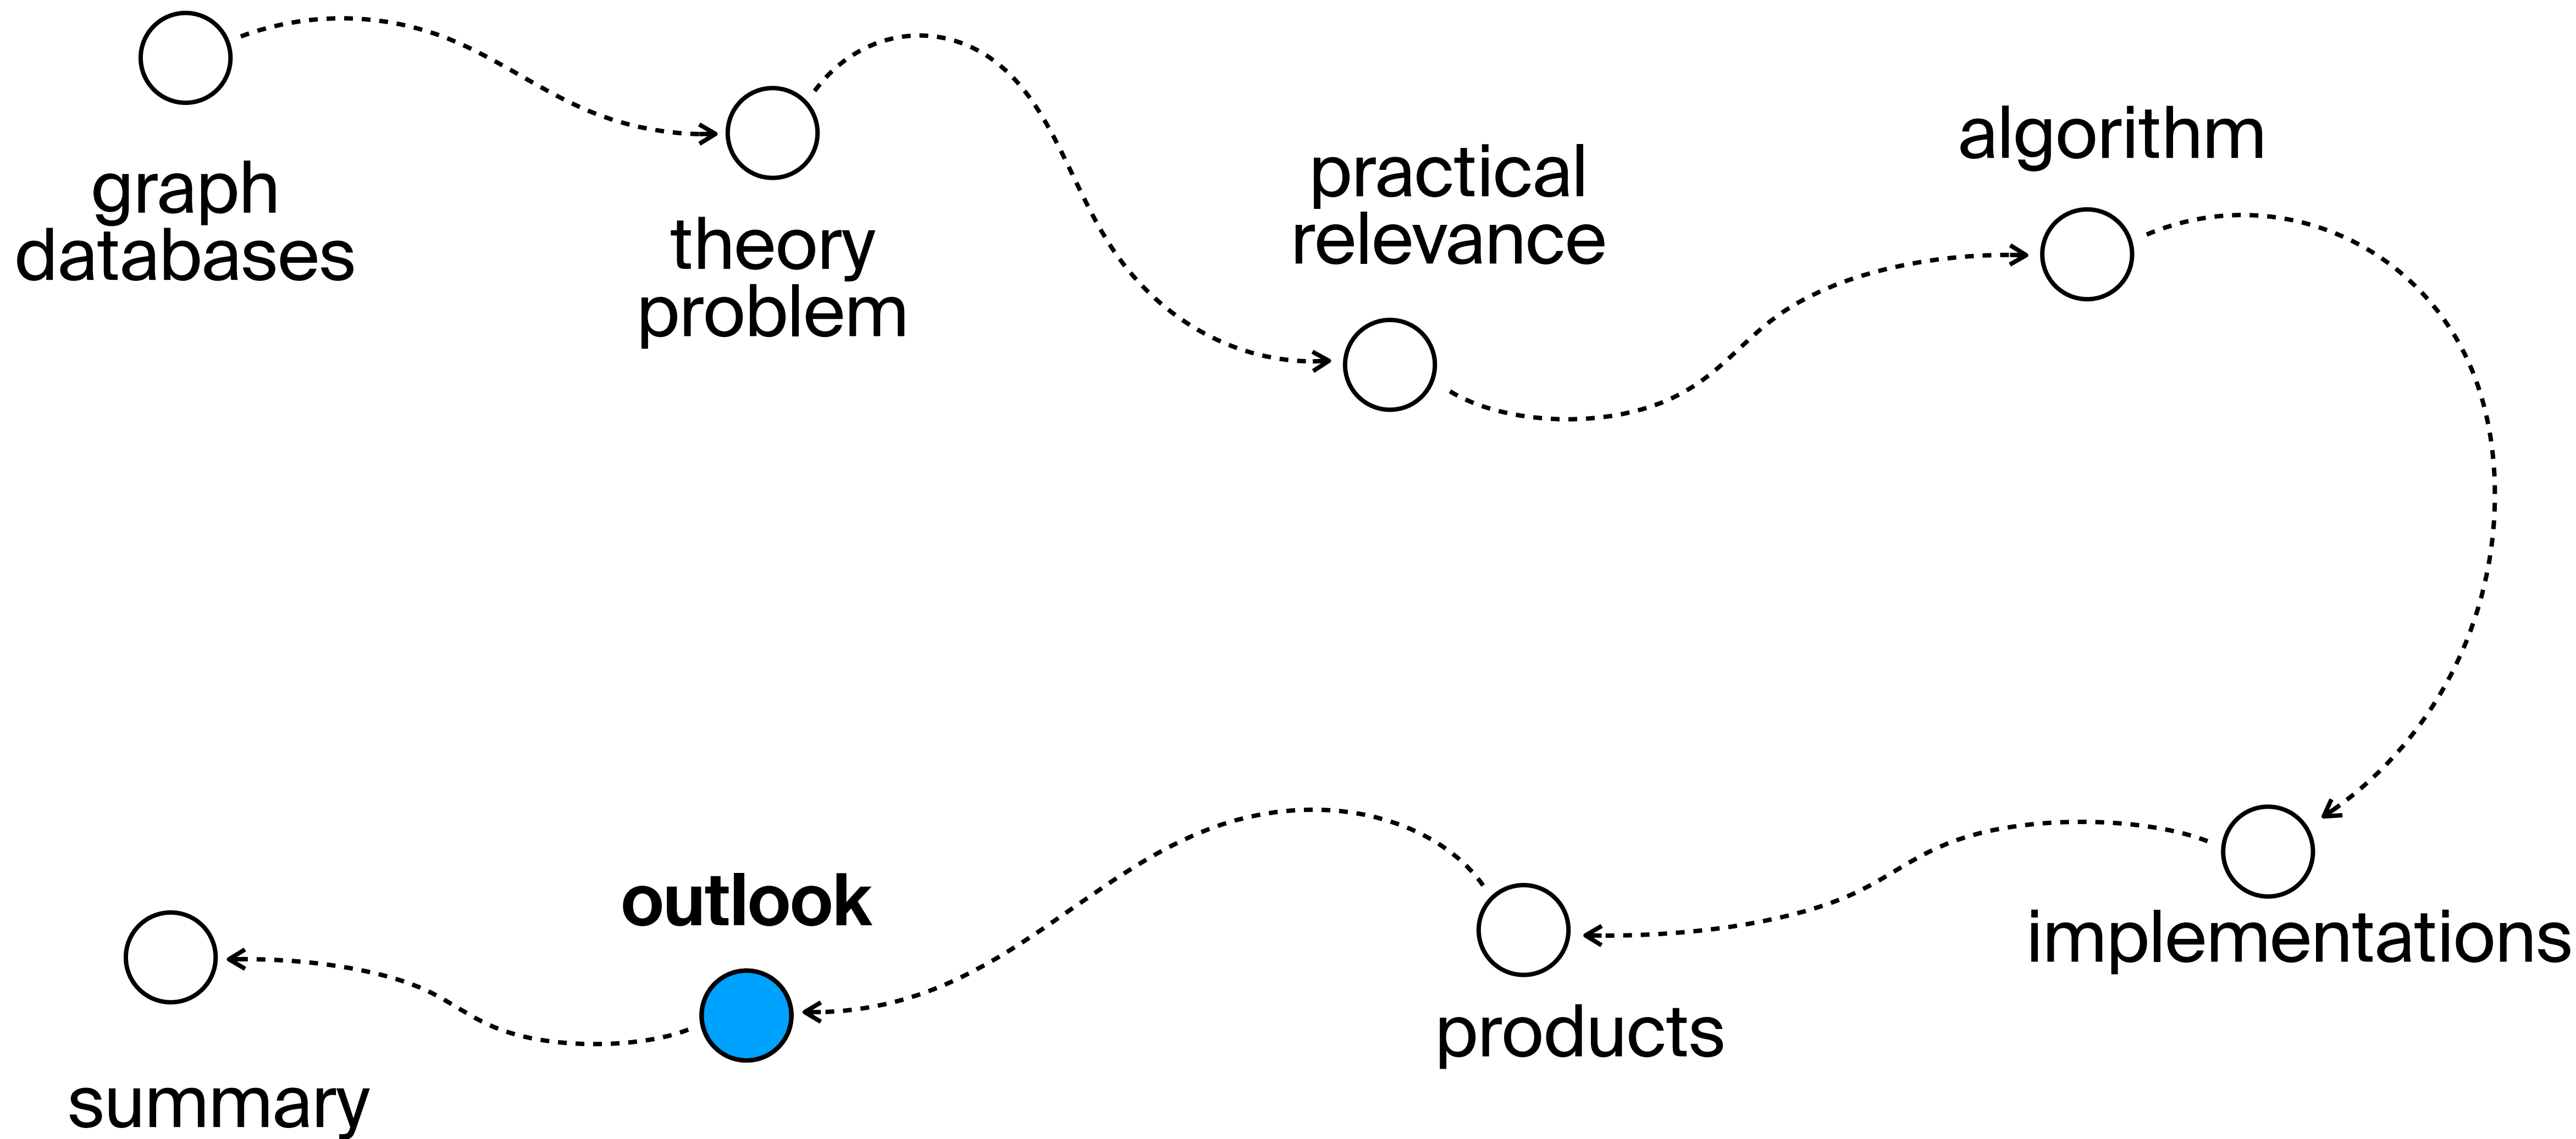 graph
databases
theory
problem
practical
relevance
algorithm
implementations
products
outlook
summary